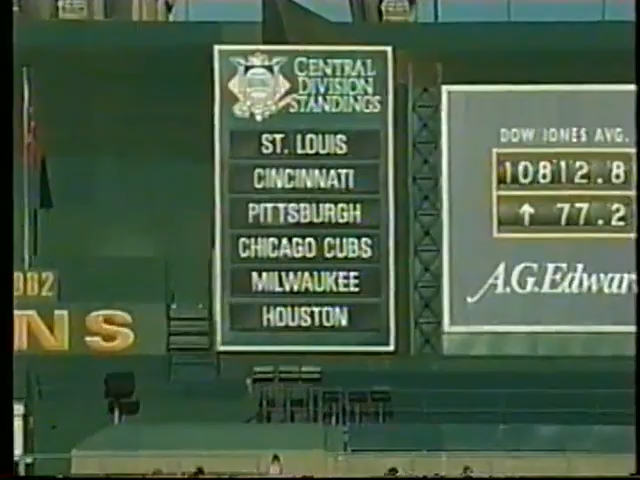 CENTRAL
DIVISION
STANDINGS
ST. LOUIS
CINCINNATI
PITTSBURGH
CHICAGO CUBS
MILWAUKEE
HOUSTON
DOW JONES AVG.
10812.8
↑ 77.2
A.G.Edwar
982
NS